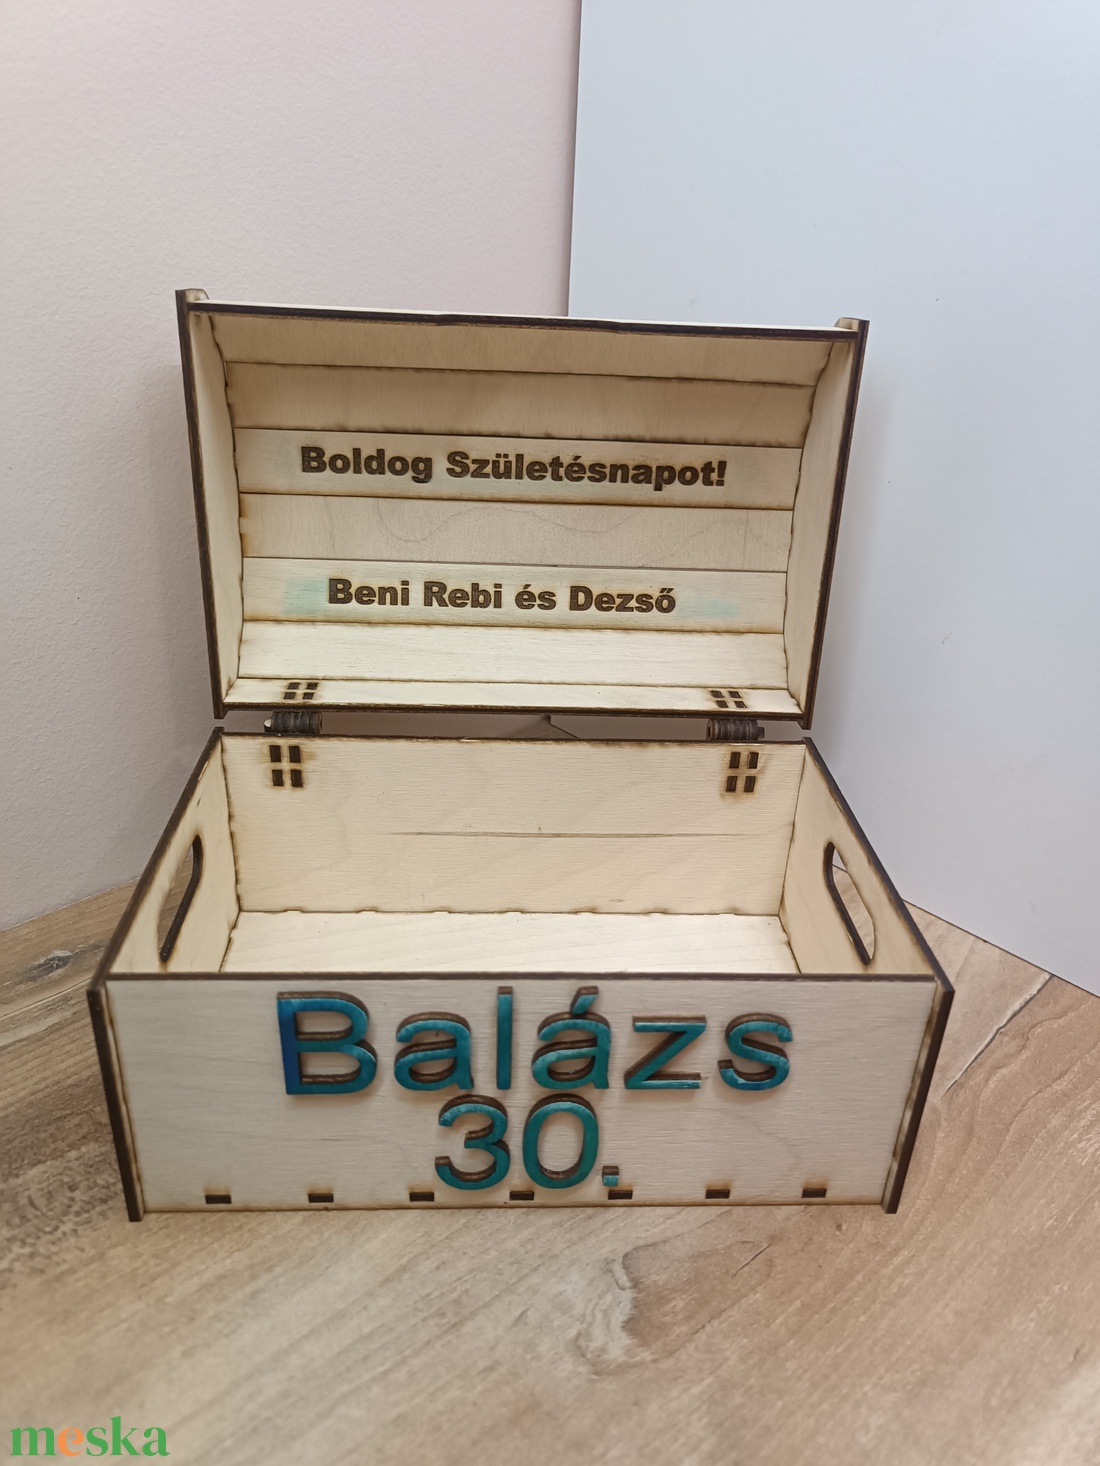 Boldog Születésnapot!
Beni Rebi és Dezső
Balázs
30.
meska